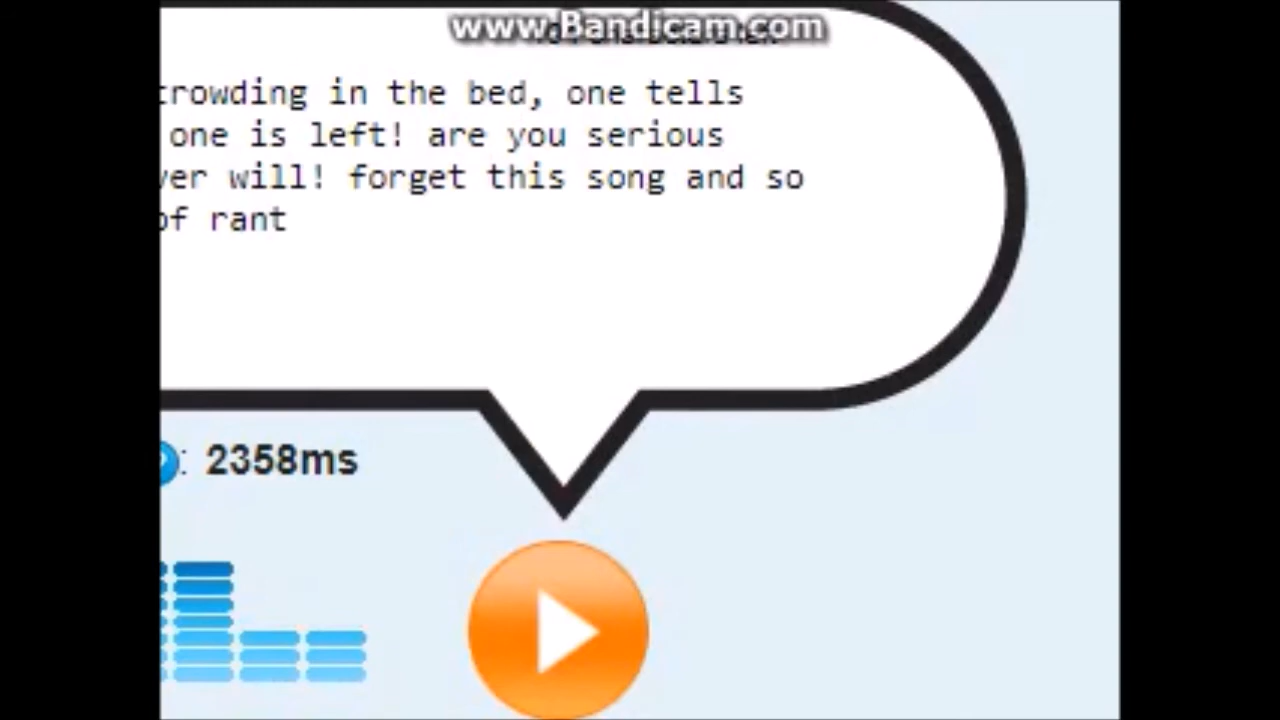 www.Bandicam.com
crowding in the bed, one tells
one is left! are you serious
ver will! forget this song and so
of rant
: 2358ms